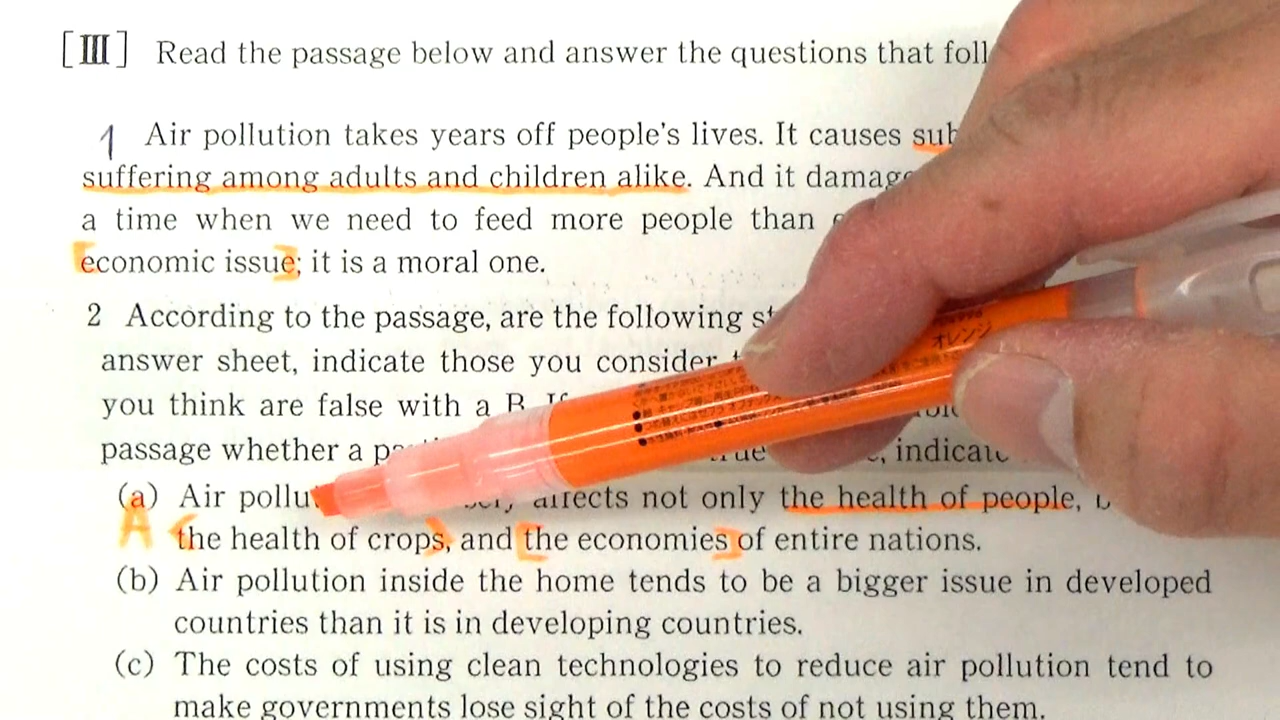 [III] Read the passage below and answer the questions that
1 Air pollution takes years off people's lives. It causes
suffering among adults and children alike. And it
a time when we need to feed more people than
economic issue; it is a moral one.
2 According to the passage, are the following
answer sheet, indicate those you consider
you think are false with a B. If
passage whether a
オレンジ
(a) Air affects not only the health of people,
A
the health of crops, and the economies of entire nations.
(b) Air pollution inside the home tends to be a bigger issue in developed
countries than it is in developing countries.
(c) The costs of using clean technologies to reduce air pollution tend to
make governments lose sight of the costs of not using them.